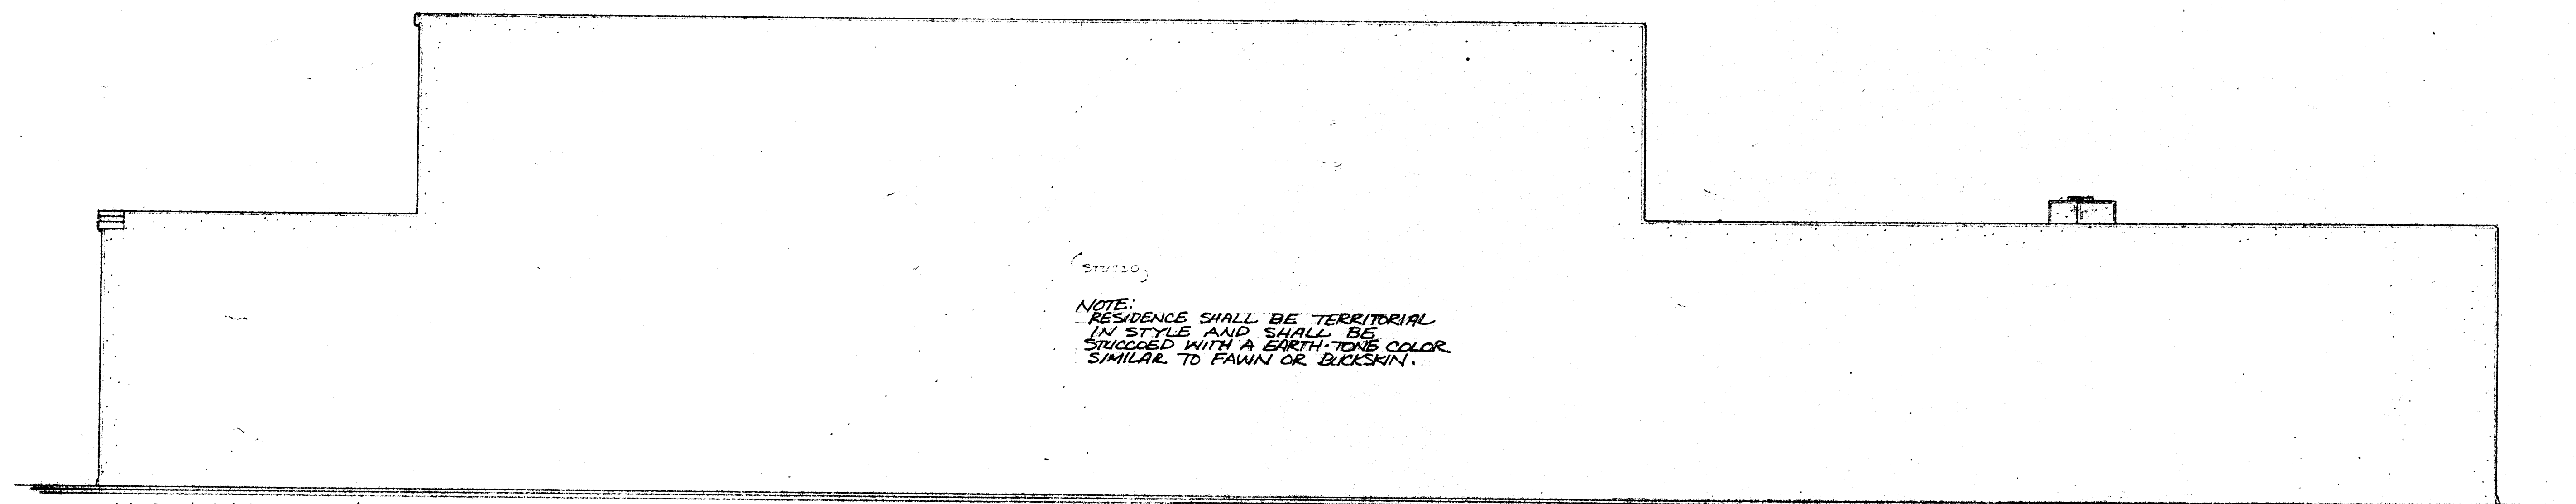 NOTE:
RESIDENCE SHALL BE TERRITORIAL
IN STYLE AND SHALL BE
STUCCOED WITH A EARTH-TONE COLOR
SIMILAR TO FAWN OR BUCKSKIN.